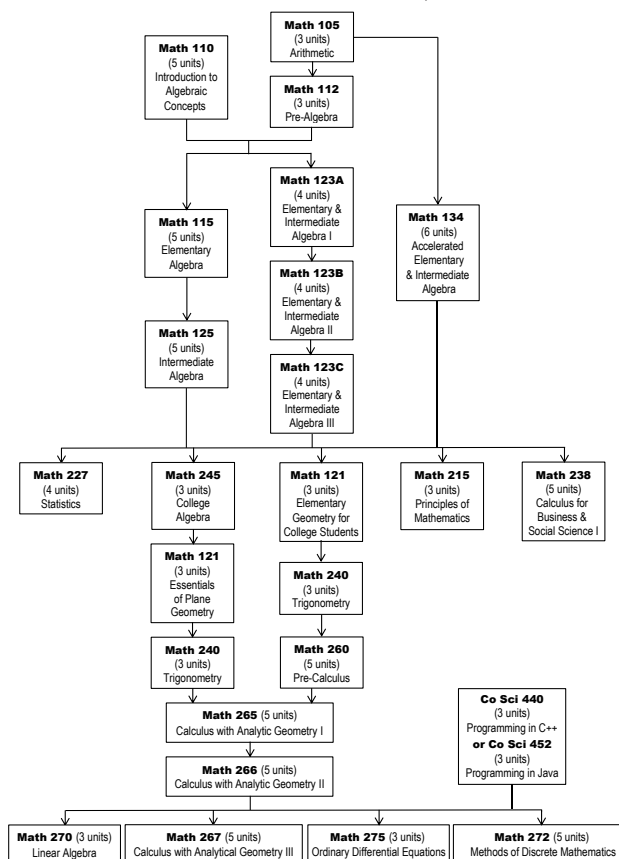 Math 105
(3 units)
Arithmetic
Math 110
(5 units)
Introduction to
Algebraic
Concepts
Math 112
(3 units)
Pre-Algebra
Math 123A
(4 units)
Elementary &
Intermediate
Algebra I
Math 115
(5 units)
Elementary
Algebra
Math 134
(6 units)
Accelerated
Elementary
& Intermediate
Algebra
Math 123B
(4 units)
Elementary &
Intermediate
Algebra II
Math 125
(5 units)
Intermediate
Algebra
Math 123C
(4 units)
Elementary &
Intermediate
Algebra III
Math 227
(4 units)
Statistics
Math 245
(3 units)
College
Algebra
Math 121
(3 units)
Elementary
Geometry for
College Students
Math 215
(3 units)
Principles of
Mathematics
Math 238
(5 units)
Calculus for
Business &
Social Science I
Math 121
(3 units)
Essentials
of Plane
Geometry
Math 240
(3 units)
Trigonometry
Math 240
(3 units)
Trigonometry
Math 260
(5 units)
Pre-Calculus
Math 265 (5 units)
Calculus with Analytic Geometry I
Co Sci 440
(3 units)
Programming in C++
or Co Sci 452
(3 units)
Programming in Java
Math 266 (5 units)
Calculus with Analytic Geometry II
Math 270 (3 units)
Linear Algebra
Math 267 (5 units)
Calculus with Analytical Geometry III
Math 275 (3 units)
Ordinary Differential Equations
Math 272 (5 units)
Methods of Discrete Mathematics